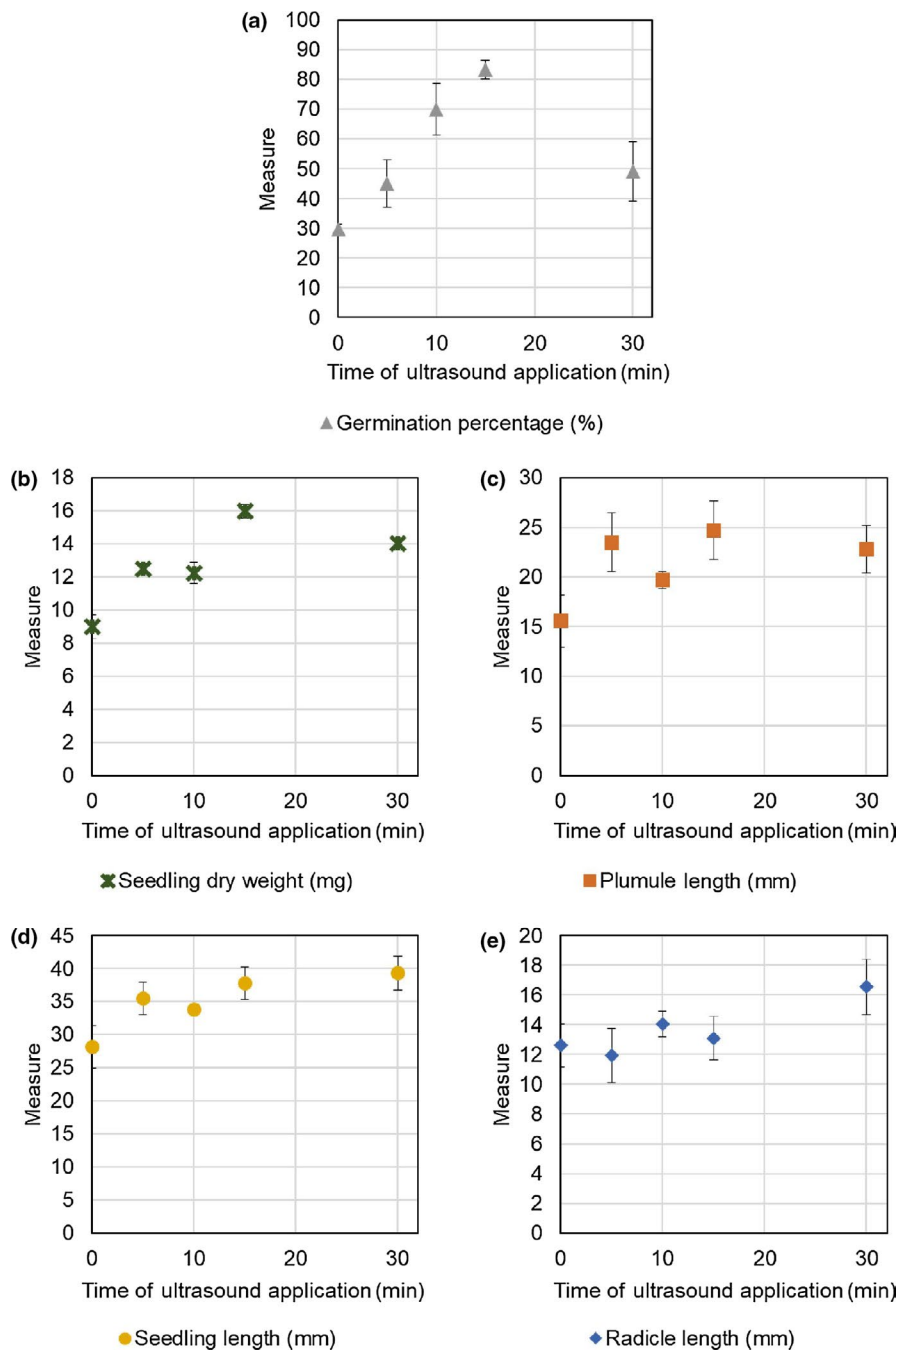 (a)
100
90
80
70
60
50
40
30
20
10
0
Measure
0 10 20 30
Time of ultrasound application (min)
Germination percentage (%)
(b)
18
16
14
12
10
8
6
4
2
0
Measure
0 10 20 30
Time of ultrasound application (min)
Seedling dry weight (mg)
(c)
30
25
20
15
10
5
0
Measure
0 10 20 30
Time of ultrasound application (min)
Plumule length (mm)
(d)
45
40
35
30
25
20
15
10
5
0
Measure
0 10 20 30
Time of ultrasound application (min)
Seedling length (mm)
(e)
20
18
16
14
12
10
8
6
4
2
0
Measure
0 10 20 30
Time of ultrasound application (min)
Radicle length (mm)